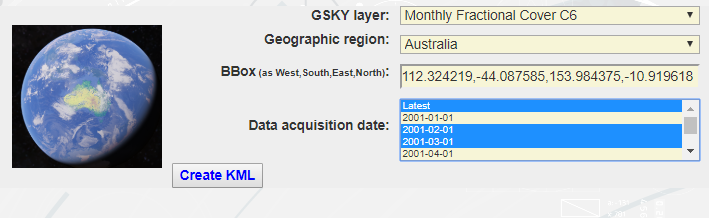 GSKY layer: Monthly Fractional Cover C6
Geographic region: Australia
BBox (as West,South,East,North): 112.324219,-44.087585,153.984375,-10.919618
Data acquisition date:
Latest
2001-01-01
2001-02-01
2001-03-01
2001-04-01
Create KML